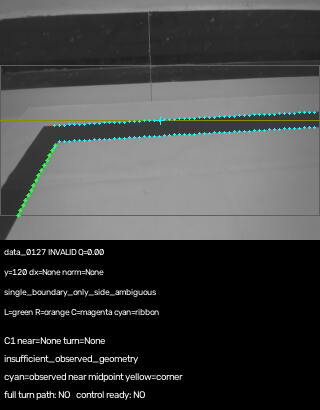 data_0127 INVALID Q=0.00
y=120 dx=None norm=None
single_boundary_only_side_ambiguous
L=green R=orange C=magenta cyan=ribbon
C1 near=None turn=None
insufficient_observed_geometry
cyan=observed near midpoint yellow=corner
full turn path: NO control ready: NO